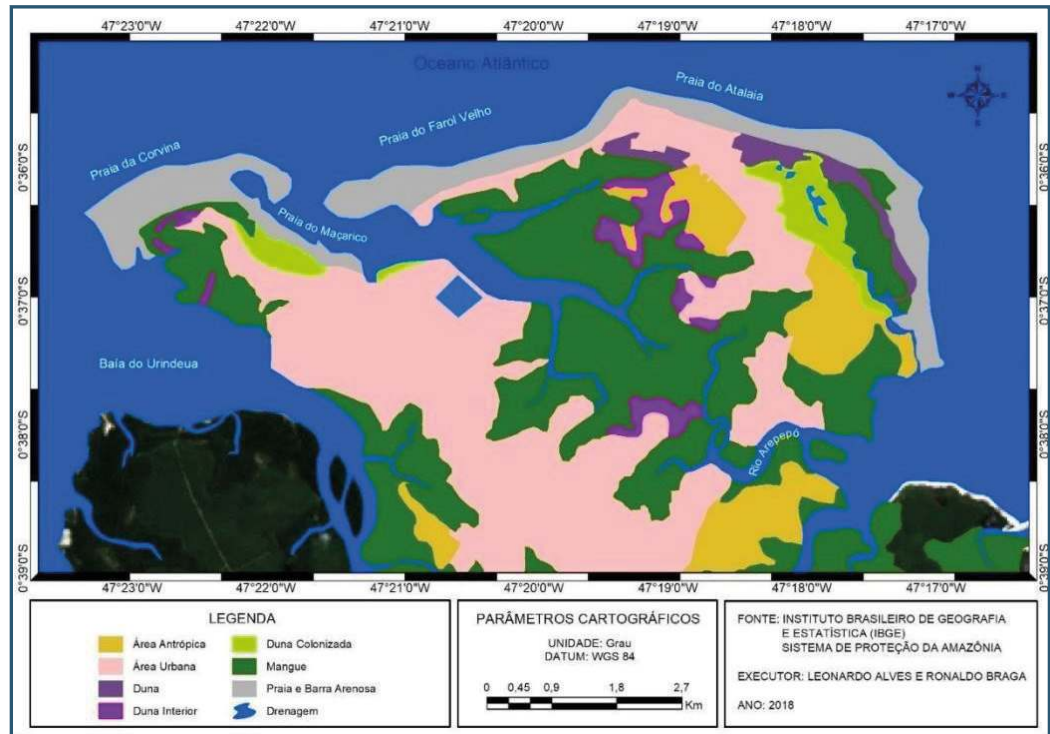 47°23'0"W 47°22'0"W 47°21'0"W 47°20'0"W 47°19'0"W 47°18'0"W 47°17'0"W
Oceano Atlântico
Praia do Atalaia
Praia do Farol Velho
Praia da Corvina
Praia do Maçarico
0°36'0"S 0°36'0"S
0°37'0"S 0°37'0"S
Baía do Urindeua
0°38'0"S 0°38'0"S
Rio Arepepó
0°39'0"S 0°39'0"S
47°23'0"W 47°22'0"W 47°21'0"W 47°20'0"W 47°19'0"W 47°18'0"W 47°17'0"W
LEGENDA
Área Antrópica
Área Urbana
Duna
Duna Interior
Duna Colonizada
Mangue
Praia e Barra Arenosa
Drenagem
PARÂMETROS CARTOGRÁFICOS
UNIDADE: Grau
DATUM: WGS 84
0 0,45 0,9 1,8 2,7
Km
FONTE: INSTITUTO BRASILEIRO DE GEOGRAFIA
E ESTATÍSTICA (IBGE)
SISTEMA DE PROTEÇÃO DA AMAZÔNIA
EXECUTOR: LEONARDO ALVES E RONALDO BRAGA
ANO: 2018